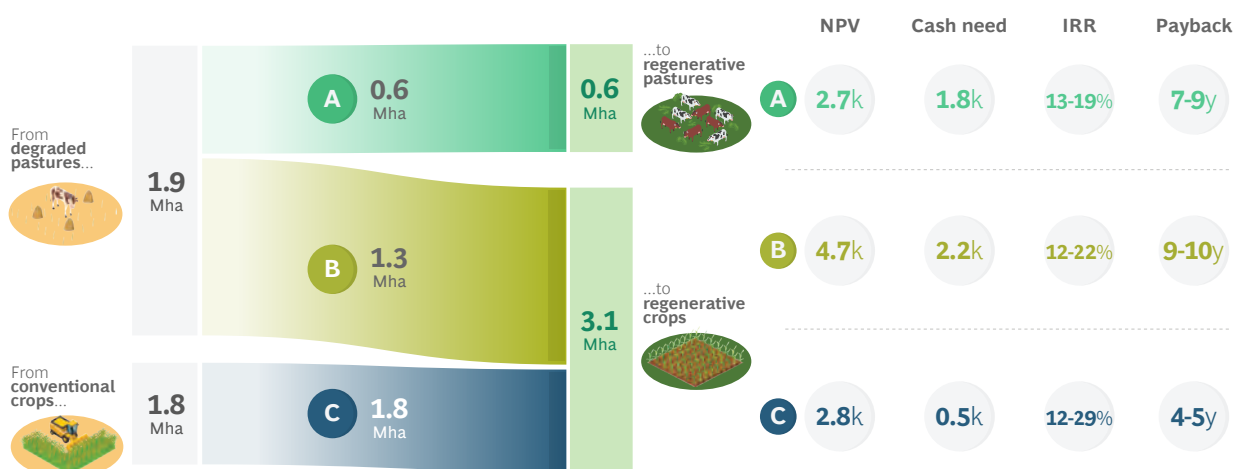 NPV Cash need IRR Payback
From
degraded
pastures...
1.9
Mha
A 0.6
Mha
0.6
Mha
...to
regenerative
pastures
A 2.7k 1.8k 13-19% 7-9y
B 1.3
Mha
B 4.7k 2.2k 12-22% 9-10y
3.1
Mha
...to
regenerative
crops
From
conventional
crops...
1.8
Mha
C 1.8
Mha
C 2.8k 0.5k 12-29% 4-5y